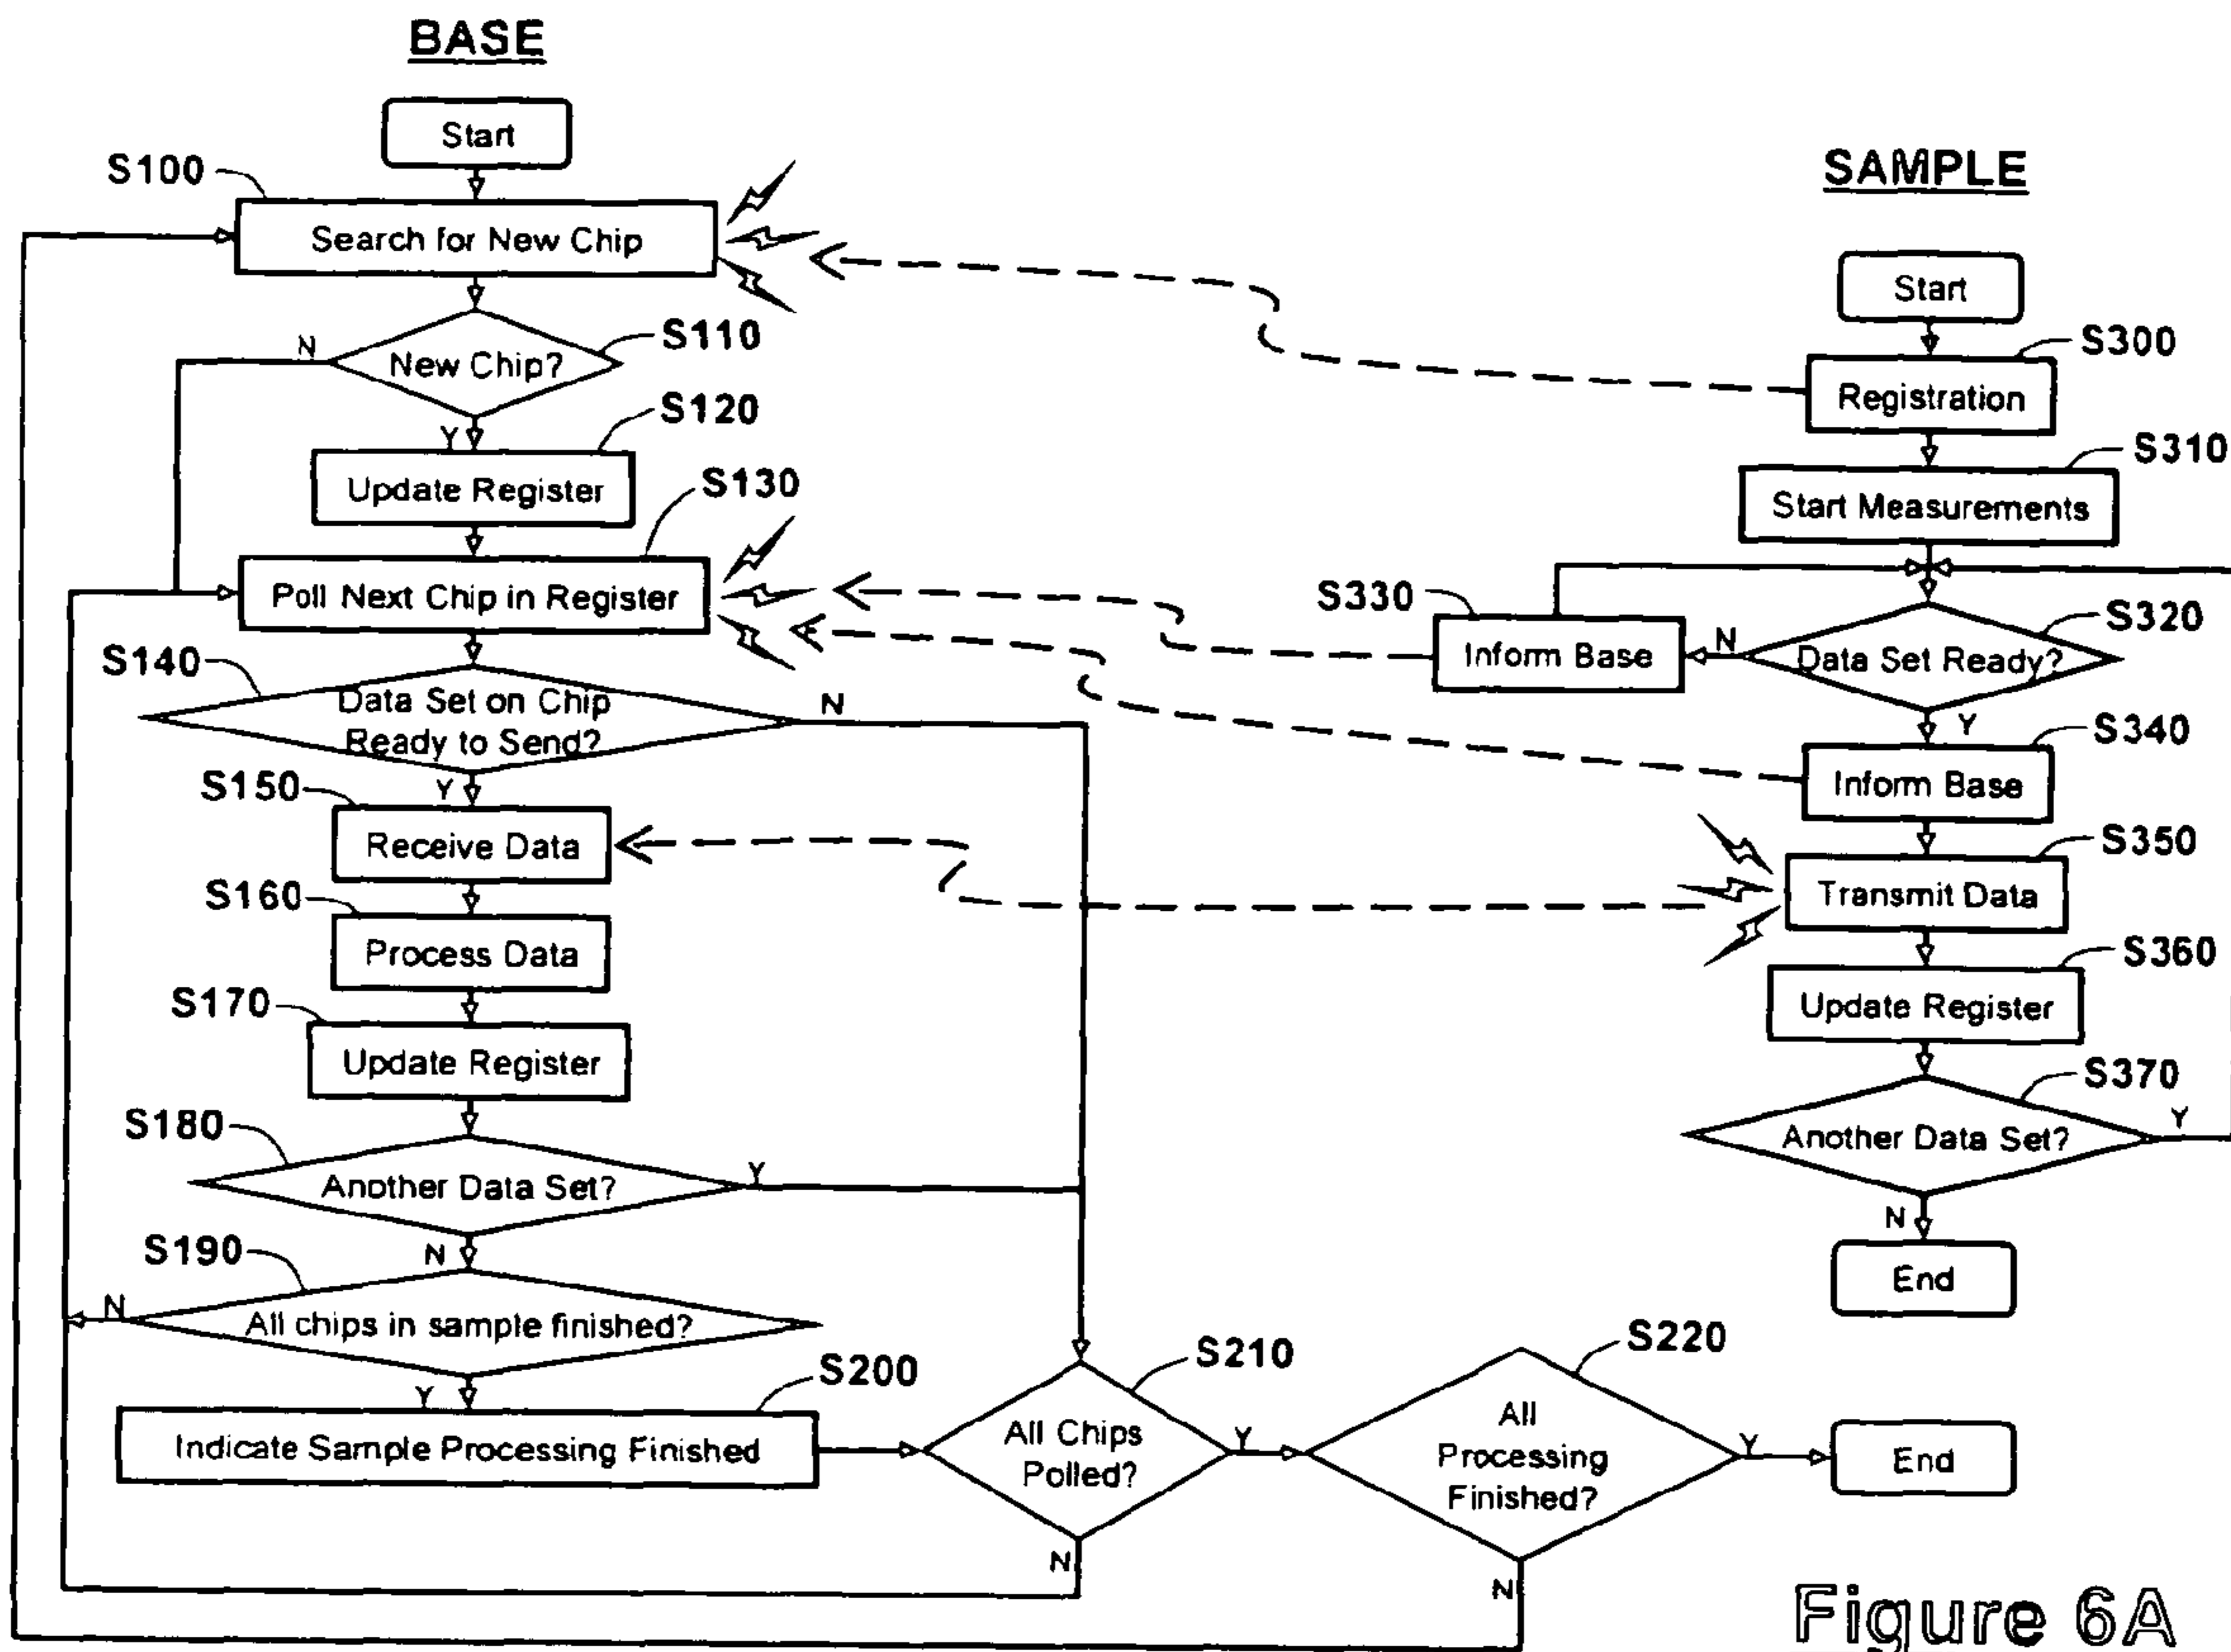 BASE
Start
S100
Search for New Chip
N
S110
New Chip?
S120
Y
Update Register
S130
Poll Next Chip in Register
S140
Data Set on Chip
Ready to Send?
N
S150
Y
Receive Data
S160
Process Data
S170
Update Register
S180
Another Data Set?
Y
S190
N
N
All chips in sample finished?
S200
Y
Indicate Sample Processing Finished
S210
All Chips
Polled?
Y
N
S220
All
Processing
Finished?
Y
N
End
SAMPLE
Start
S300
Registration
S310
Start Measurements
S330
Inform Base
N
S320
Data Set Ready?
Y
S340
Inform Base
S350
Transmit Data
S360
Update Register
S370
Another Data Set?
Y
N
End
Figure 6A